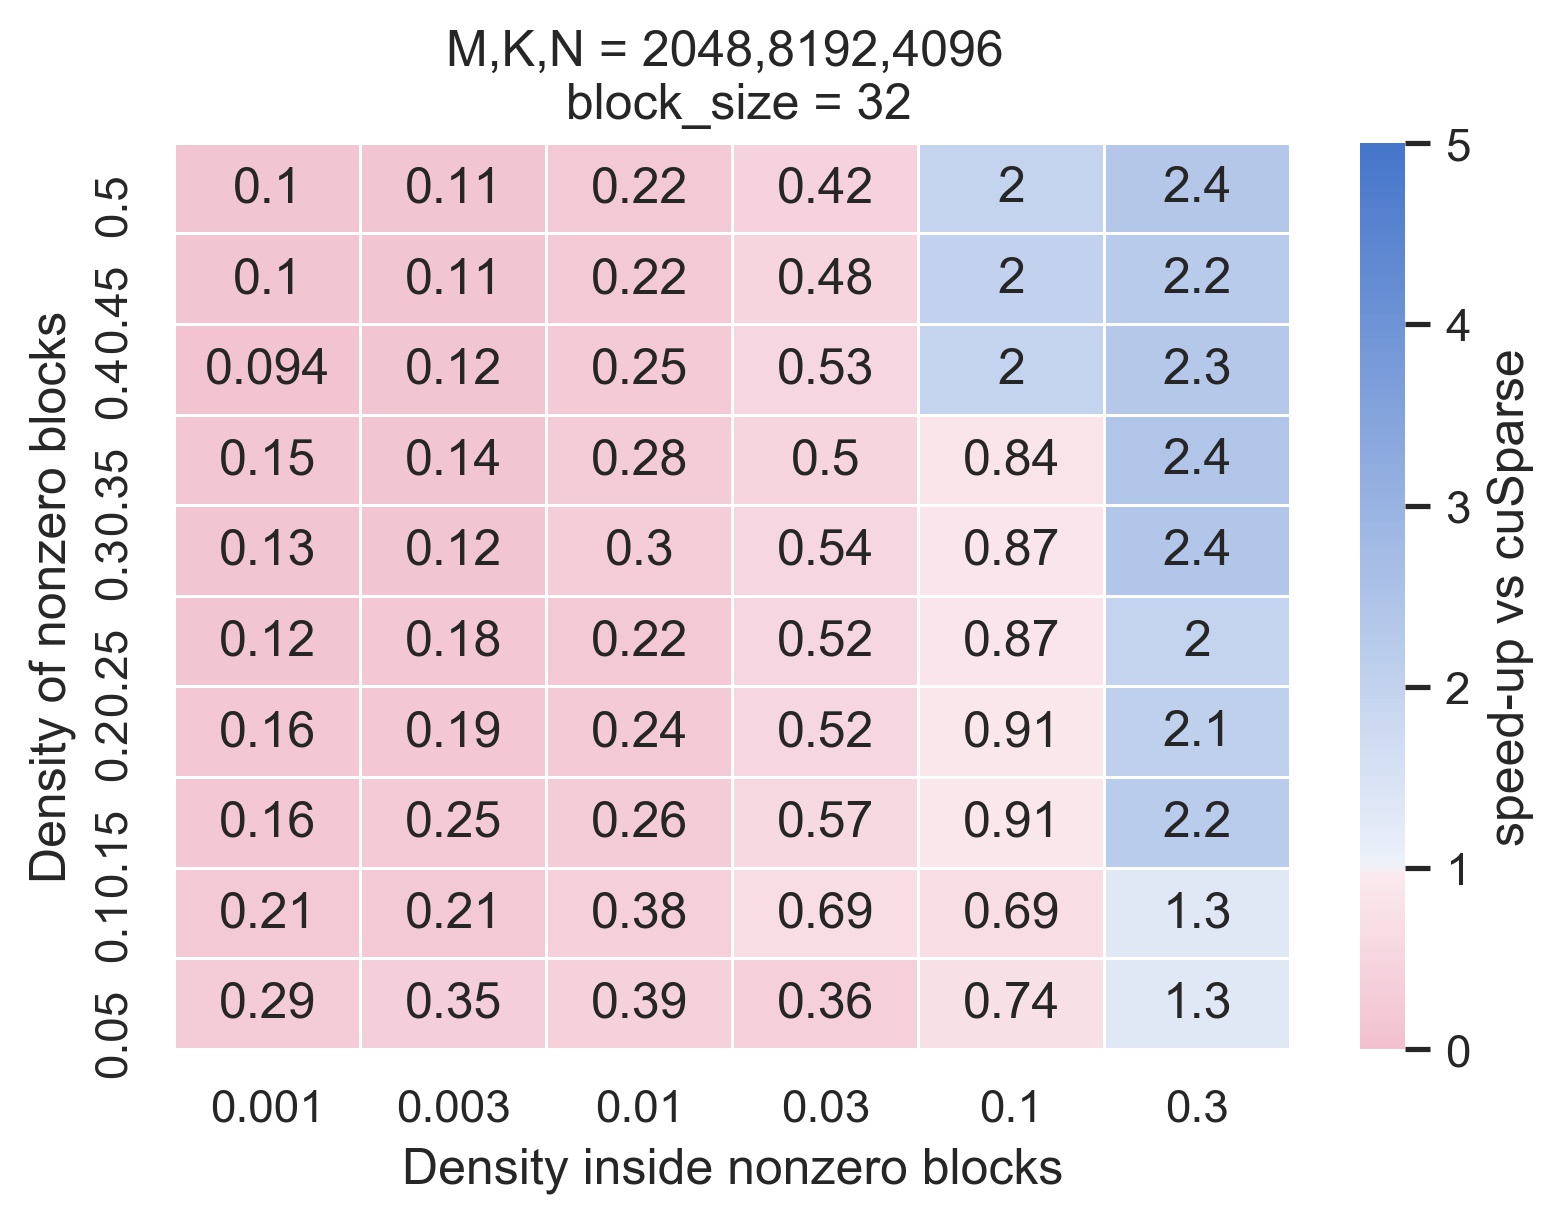 M,K,N = 2048,8192,4096
block_size = 32
0.5 0.1 0.11 0.22 0.42 2 2.4
0.45 0.1 0.11 0.22 0.48 2 2.2
0.4 0.094 0.12 0.25 0.53 2 2.3
0.35 0.15 0.14 0.28 0.5 0.84 2.4
0.3 0.13 0.12 0.3 0.54 0.87 2.4
0.25 0.12 0.18 0.22 0.52 0.87 2
0.2 0.16 0.19 0.24 0.52 0.91 2.1
0.15 0.16 0.25 0.26 0.57 0.91 2.2
0.1 0.21 0.21 0.38 0.69 0.69 1.3
0.05 0.29 0.35 0.39 0.36 0.74 1.3
0.001 0.003 0.01 0.03 0.1 0.3
Density inside nonzero blocks
Density of nonzero blocks
5
4
3
2
1
0
speed-up vs cuSparse